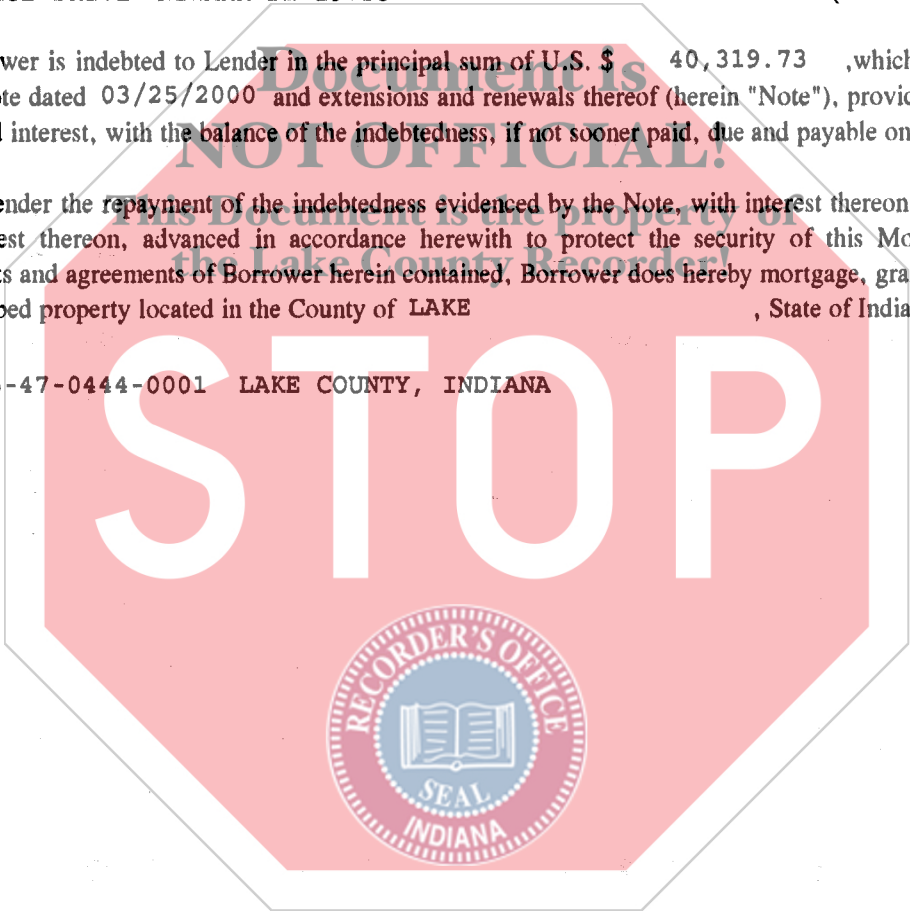 wer is indebted to Lender in the principal sum of U.S. $ 40,319.73 ,which
te dated 03/25/2000 and extensions and renewals thereof (herein "Note"), provid
l interest, with the balance of the indebtedness, if not sooner paid, due and payable on
ender the repayment of the indebtedness evidenced by the Note, with interest thereon
est thereon, advanced in accordance herewith to protect the security of this Mo
ts and agreements of Borrower herein contained, Borrower does hereby mortgage, gra
bed property located in the County of LAKE , State of India
-47-0444-0001 LAKE COUNTY, INDIANA
Document is
NOT OFFICIAL!
This Document is the property of
the Lake County Recorder!
STOP
RECORDER'S OFFICE
SEAL
INDIANA